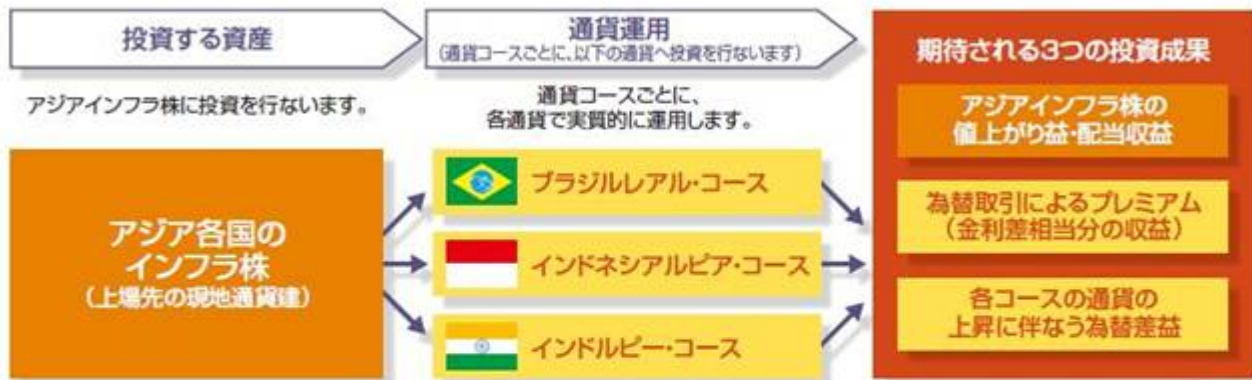 投資する資産
通貨運用
(通貨コースごとに、以下の通貨へ投資を行ないます)
期待される3つの投資成果
アジアインフラ株に投資を行ないます。
通貨コースごとに、
各通貨で実質的に運用します。
アジアインフラ株の
値上がり益・配当収益
アジア各国の
インフラ株
(上場先の現地通貨建)
ブラジルレアル・コース
インドネシアルピア・コース
インドルピー・コース
為替取引によるプレミアム
(金利差相当分の収益)
各コースの通貨の
上昇に伴なう為替差益